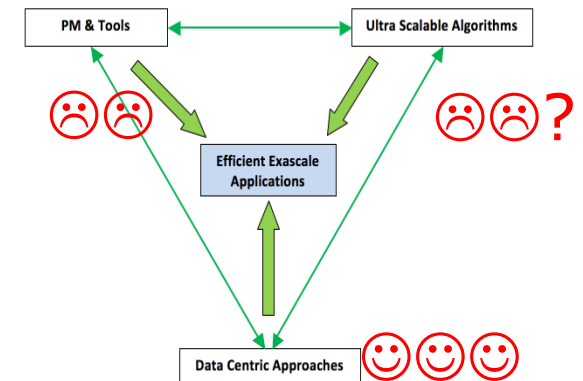 PM & Tools
Ultra Scalable Algorithms
?
Efficient Exascale
Applications
Data Centric Approaches